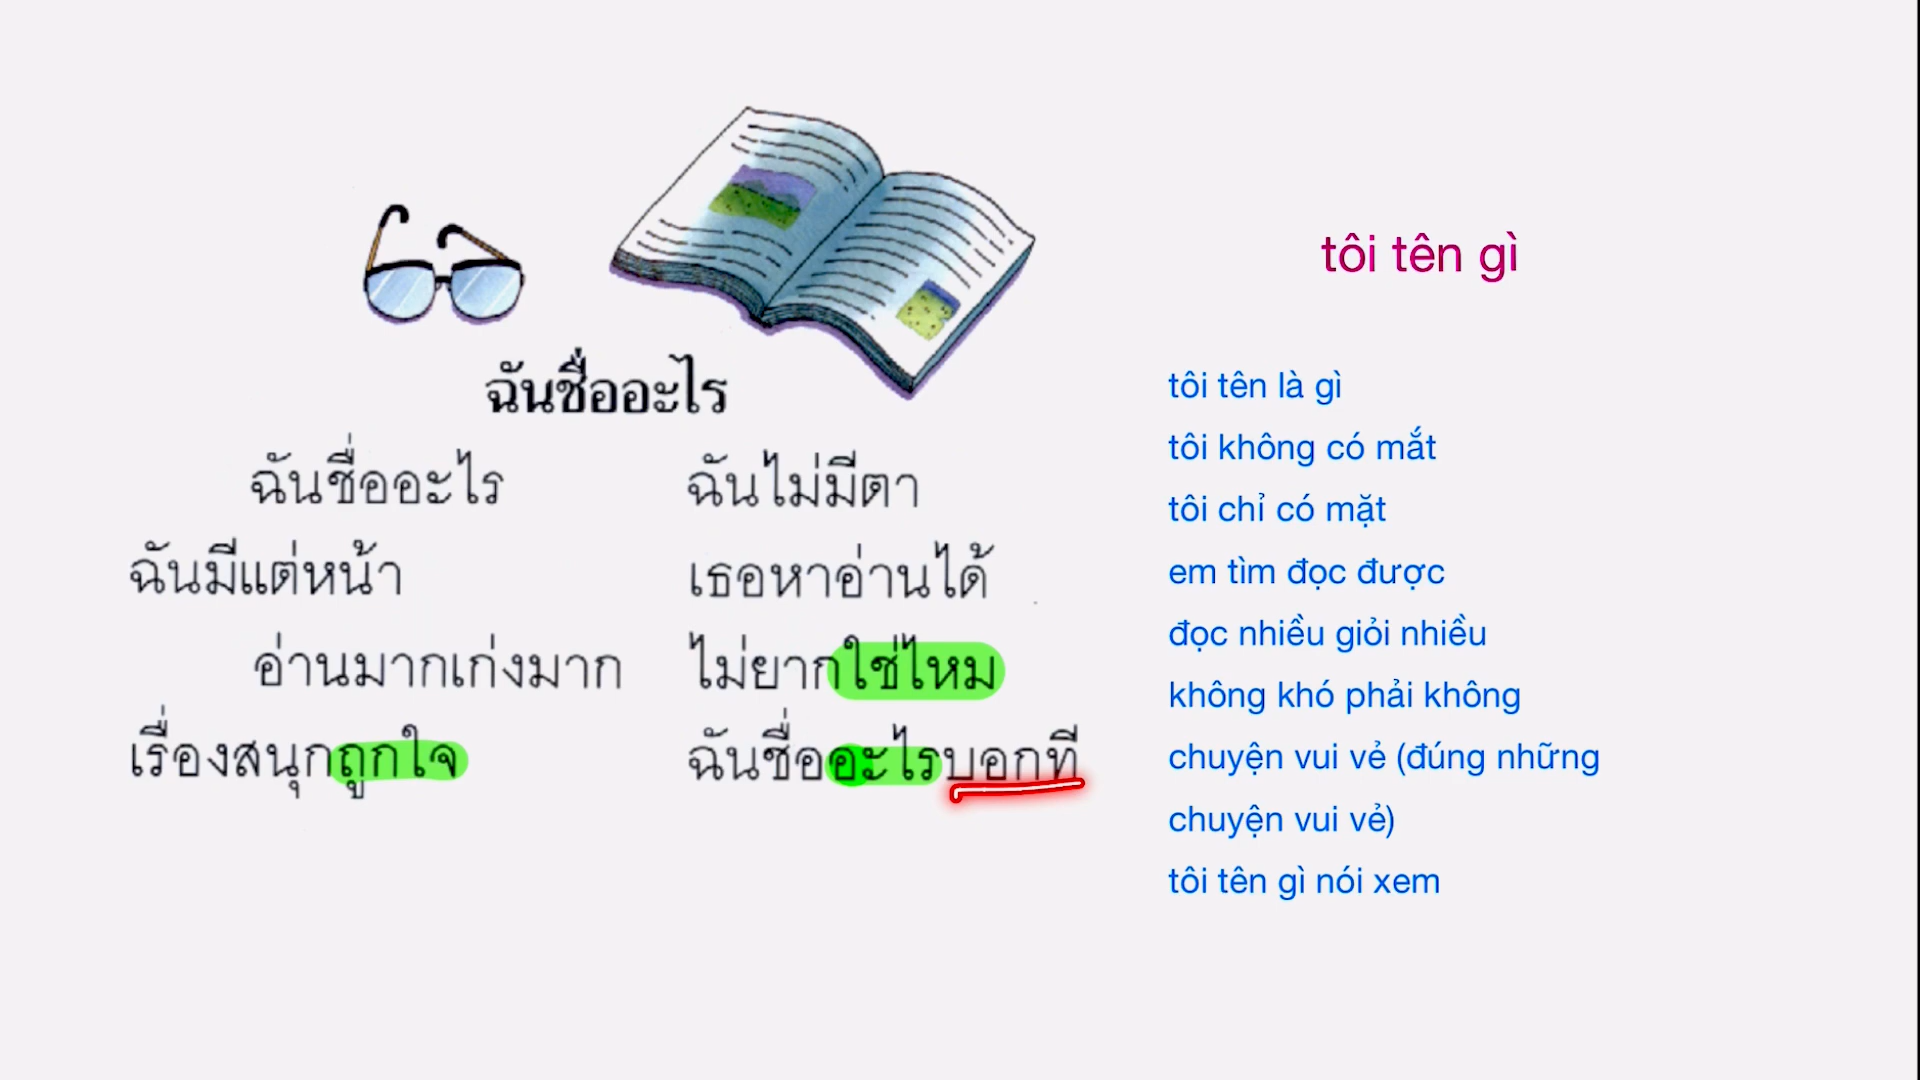 ฉันชื่ออะไร
ฉันชื่ออะไร ฉันไม่มีตา
ฉันมีแต่หน้า เธอหาอ่านได้
อ่านมากเก่งมาก ไม่ยากใช่ไหม
เรื่องสนุกถูกใจ ฉันชื่ออะไรบอกที
tôi tên gì
tôi tên là gì
tôi không có mắt
tôi chỉ có mặt
em tìm đọc được
đọc nhiều giỏi nhiều
không khó phải không
chuyện vui vẻ (đúng những
chuyện vui vẻ)
tôi tên gì nói xem